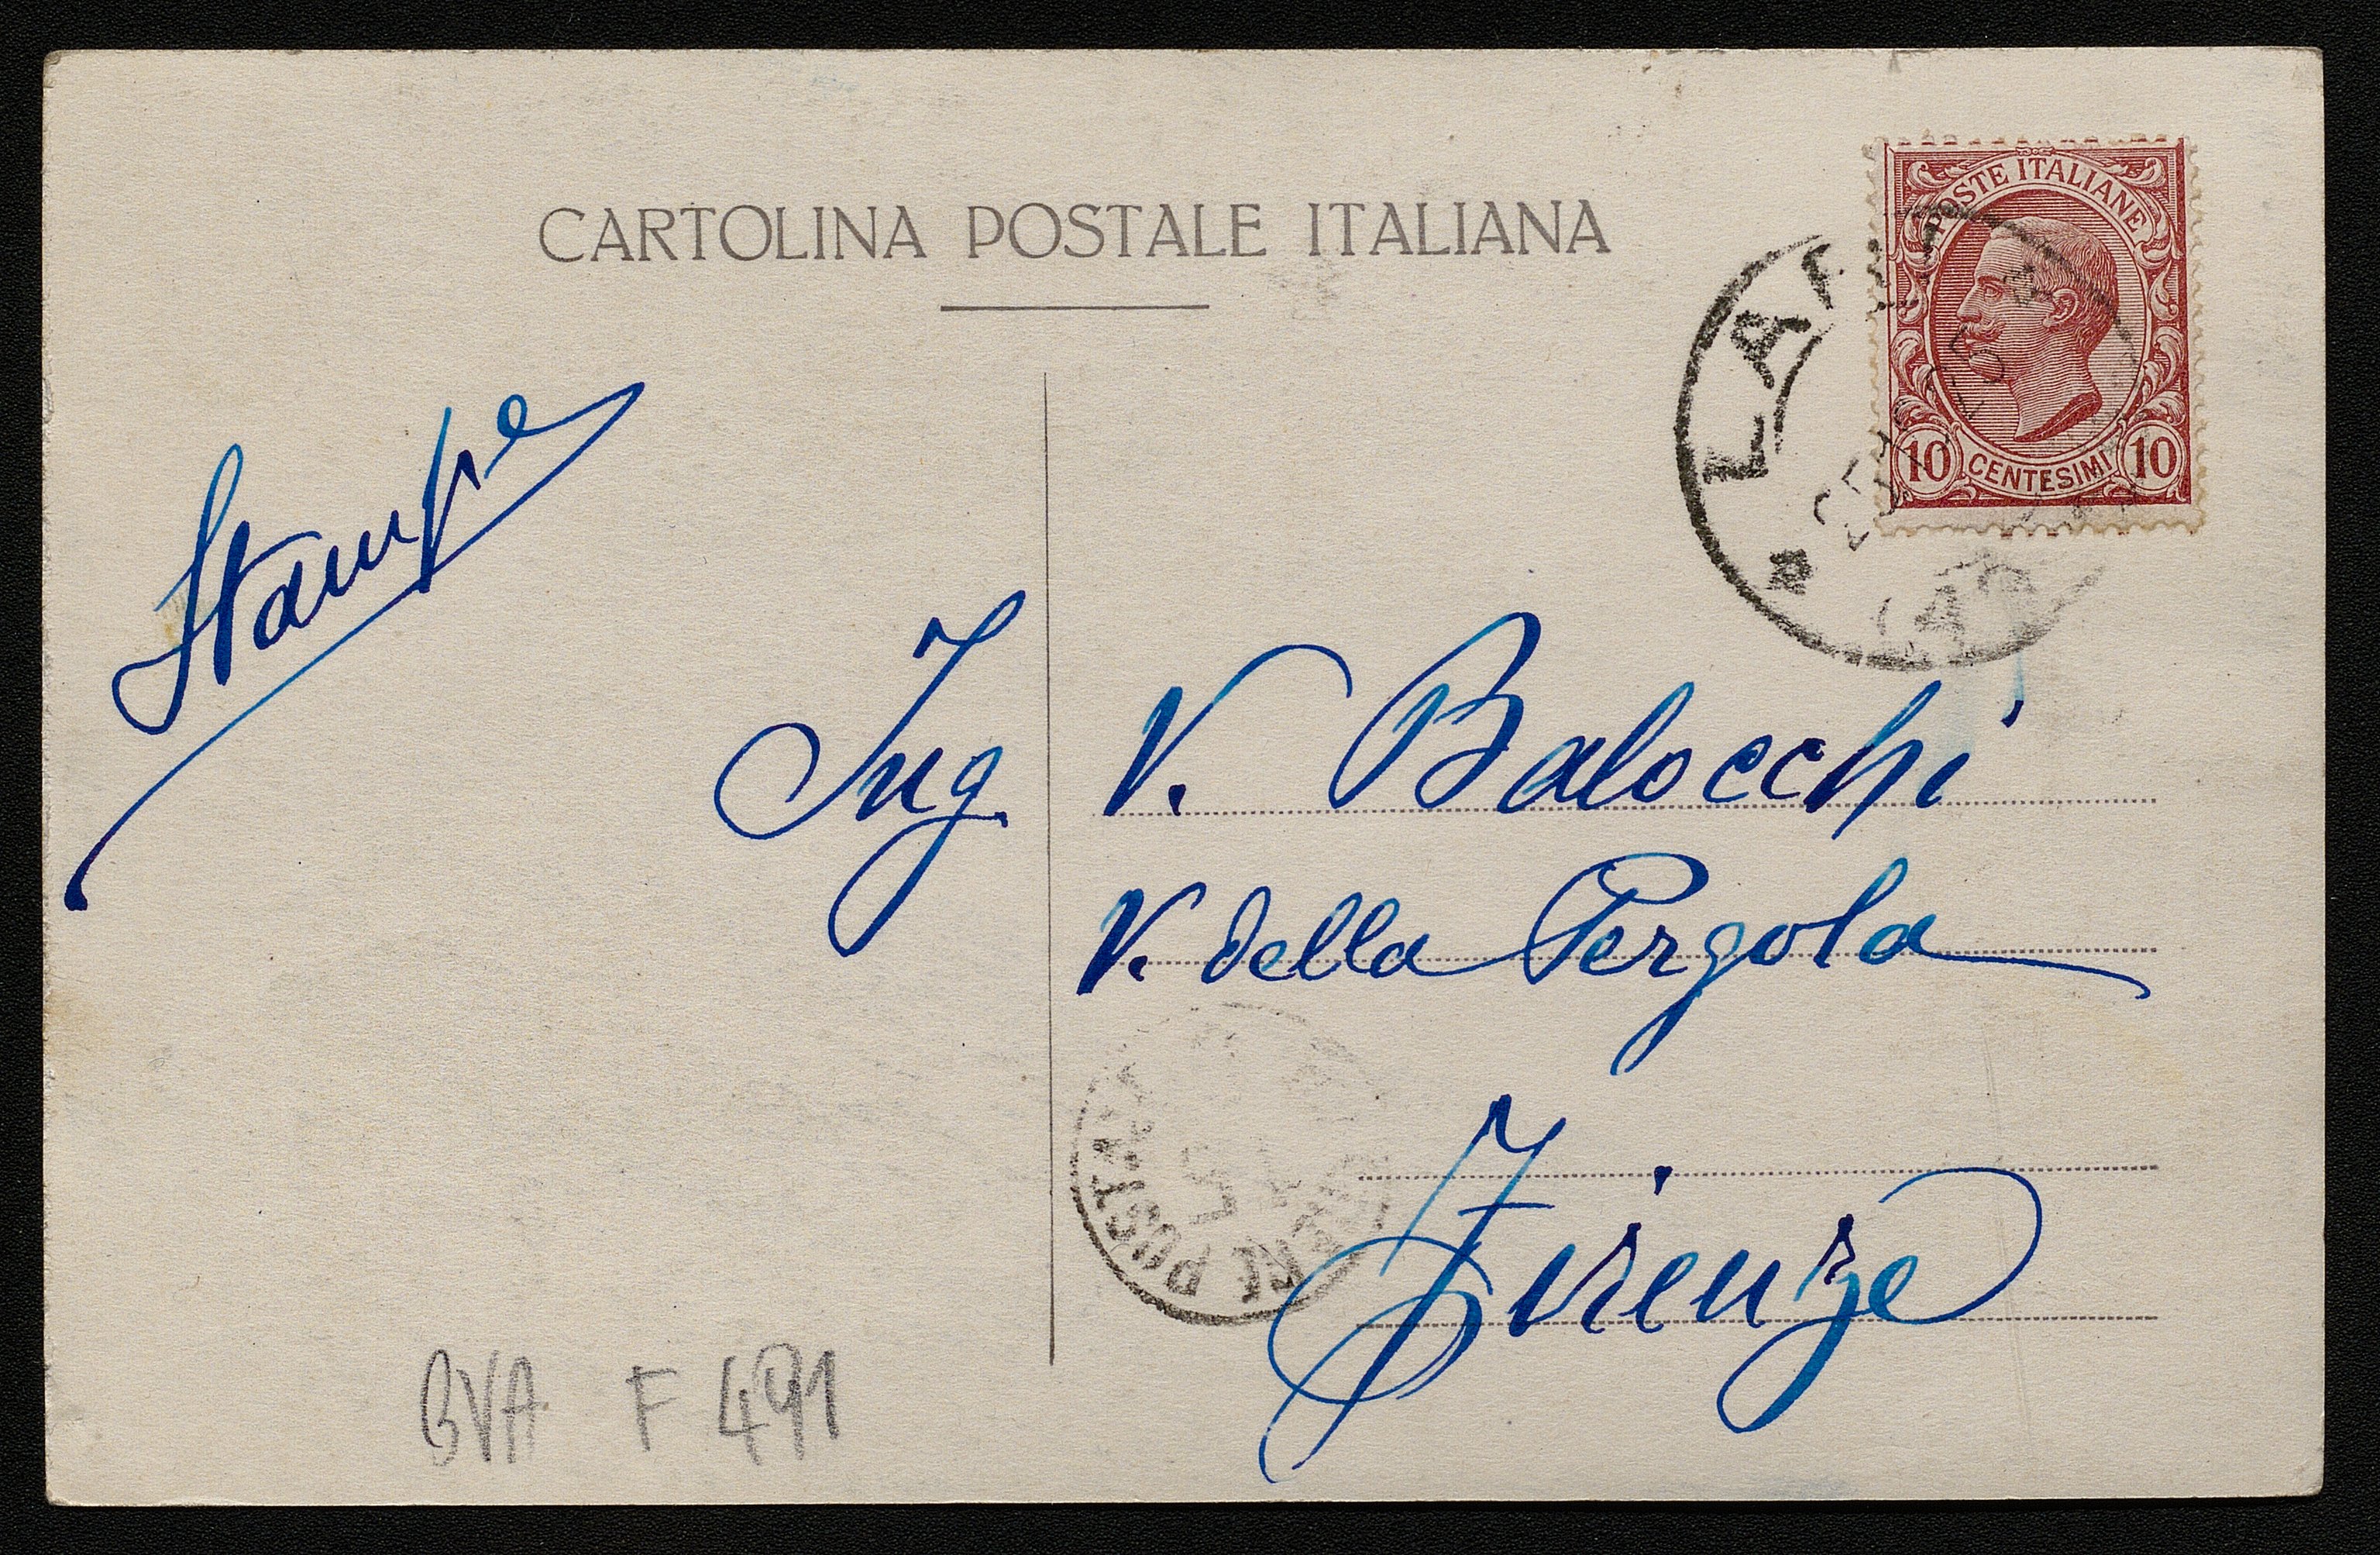 CARTOLINA POSTALE ITALIANA
POSTE ITALIANE
10 CENTESIMI 10
Stampe
Ing. V. Balocchi
V. della Pergola
Firenze
BVA F 491